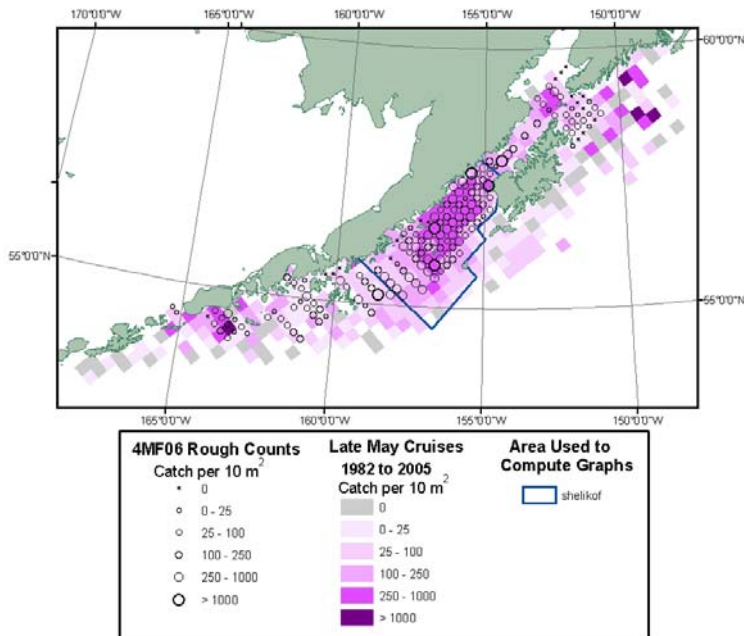 170°0'0"W 165°0'0"W 160°0'0"W 155°0'0"W 150°0'0"W
60°0'0"N
55°0'0"N
55°0'0"N
165°0'0"W 160°0'0"W 155°0'0"W 150°0'0"W
4MF06 Rough Counts
Catch per 10 m²
0
0 - 25
25 - 100
100 - 250
250 - 1000
> 1000
Late May Cruises
1982 to 2005
Catch per 10 m²
0
0 - 25
25 - 100
100 - 250
250 - 1000
> 1000
Area Used to
Compute Graphs
shelikof